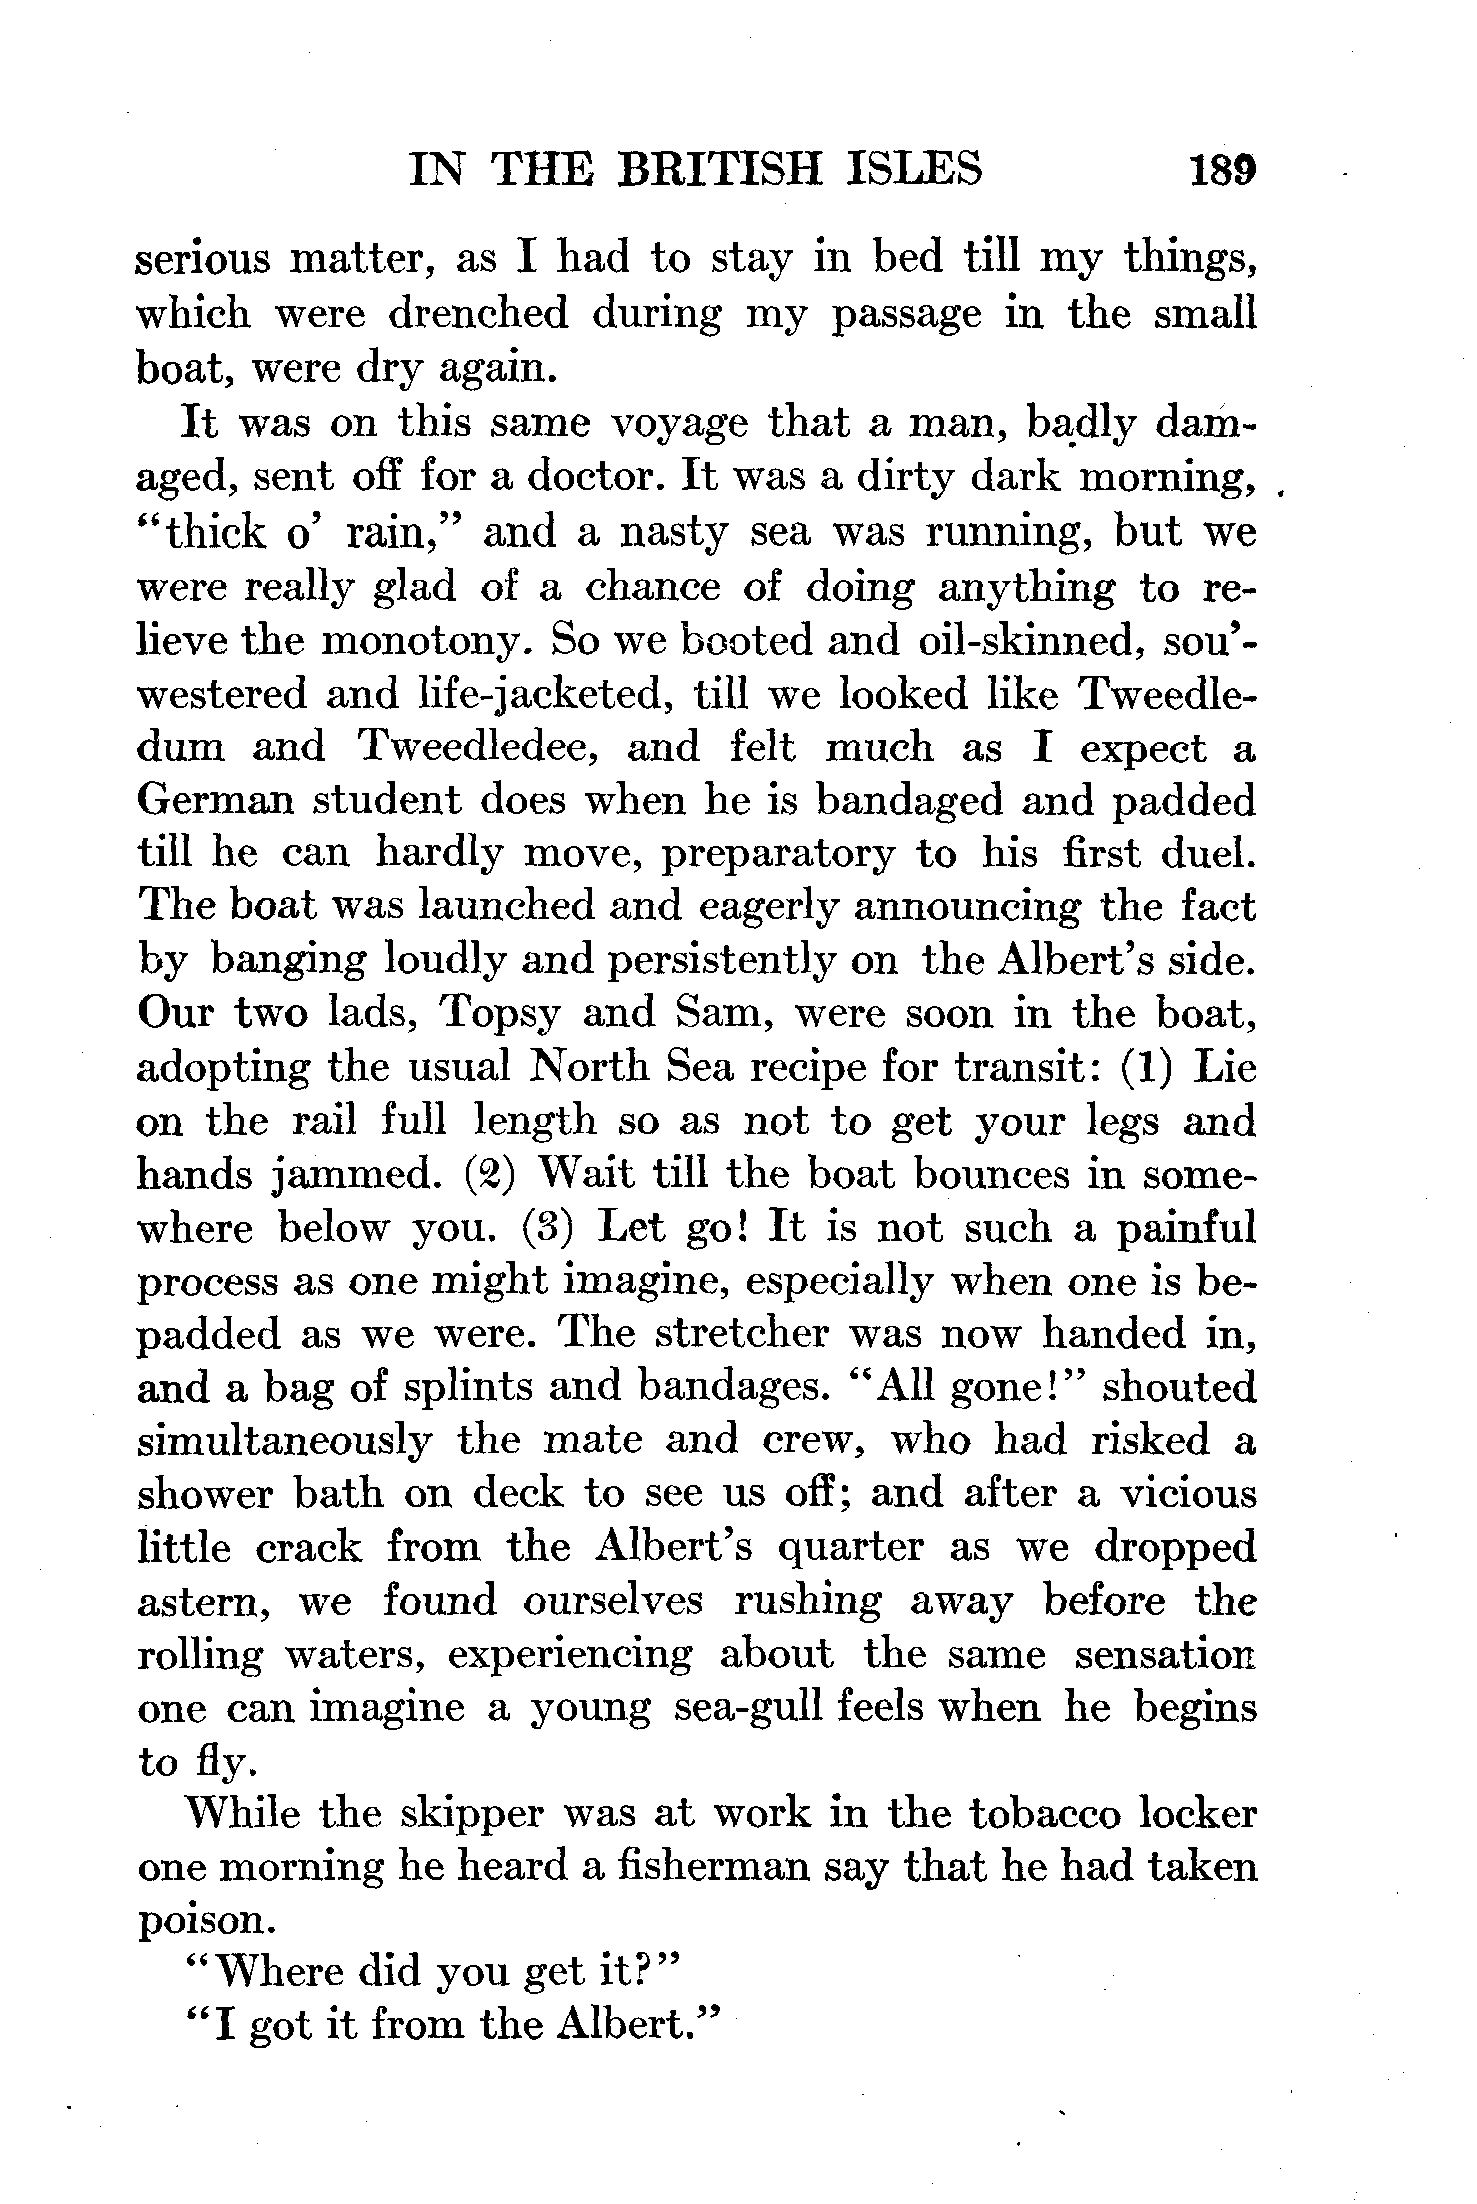 IN THE BRITISH ISLES 189
serious matter, as I had to stay in bed till my things,
which were drenched during my passage in the small
boat, were dry again.
It was on this same voyage that a man, badly dam-
aged, sent off for a doctor. It was a dirty dark morning,
“thick o’ rain,” and a nasty sea was running, but we
were really glad of a chance of doing anything to re-
lieve the monotony. So we booted and oil-skinned, sou’-
westered and life-jacketed, till we looked like Tweedle-
dum and Tweedledee, and felt much as I expect a
German student does when he is bandaged and padded
till he can hardly move, preparatory to his first duel.
The boat was launched and eagerly announcing the fact
by banging loudly and persistently on the Albert’s side.
Our two lads, Topsy and Sam, were soon in the boat,
adopting the usual North Sea recipe for transit: (1) Lie
on the rail full length so as not to get your legs and
hands jammed. (2) Wait till the boat bounces in some-
where below you. (3) Let go! It is not such a painful
process as one might imagine, especially when one is be-
padded as we were. The stretcher was now handed in,
and a bag of splints and bandages. “All gone!” shouted
simultaneously the mate and crew, who had risked a
shower bath on deck to see us off; and after a vicious
little crack from the Albert’s quarter as we dropped
astern, we found ourselves rushing away before the
rolling waters, experiencing about the same sensation
one can imagine a young sea-gull feels when he begins
to fly.
While the skipper was at work in the tobacco locker
one morning he heard a fisherman say that he had taken
poison.
“Where did you get it?”
“I got it from the Albert.”